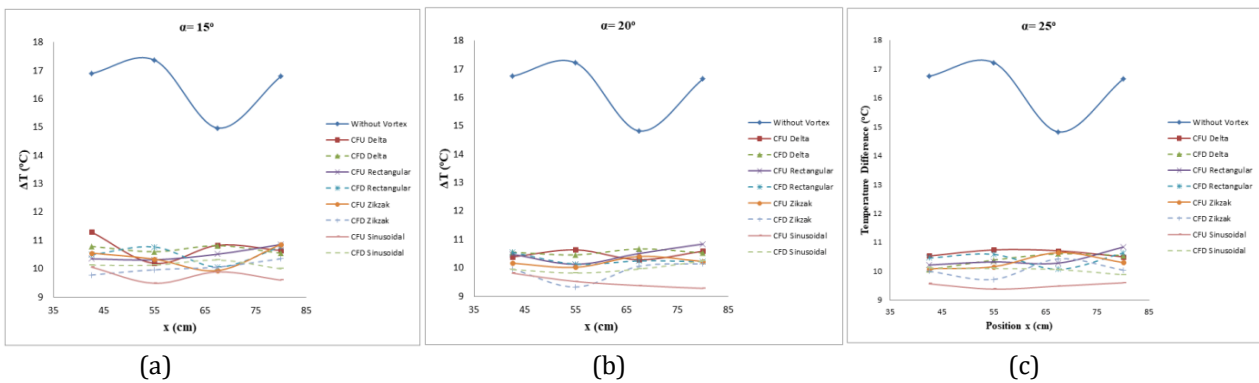 α= 15°
18
17
16
15
14
13
12
11
10
9
35 45 55 65 75 85
ΔT (°C)
x (cm)
Without Vortex
CFU Delta
CFD Delta
CFU Rectangular
CFD Rectangular
CFU Zikzak
CFD Zikzak
CFU Sinusoidal
CFD Sinusoidal
(a)
α= 20°
18
17
16
15
14
13
12
11
10
9
35 45 55 65 75 85
ΔT (°C)
x (cm)
Without Vortex
CFU Delta
CFD Delta
CFU Rectangular
CFD Rectangular
CFU Zikzak
CFD Zikzak
CFU Sinusoidal
CFD Sinusoidal
(b)
α= 25°
18
17
16
15
14
13
12
11
10
9
35 45 55 65 75 85
Temperature Difference (°C)
Position x (cm)
Without Vortex
CFU Delta
CFD Delta
CFU Rectangular
CFD Rectangular
CFU Zikzak
CFD Zikzak
CFU Sinusoidal
CFD Sinusoidal
(c)